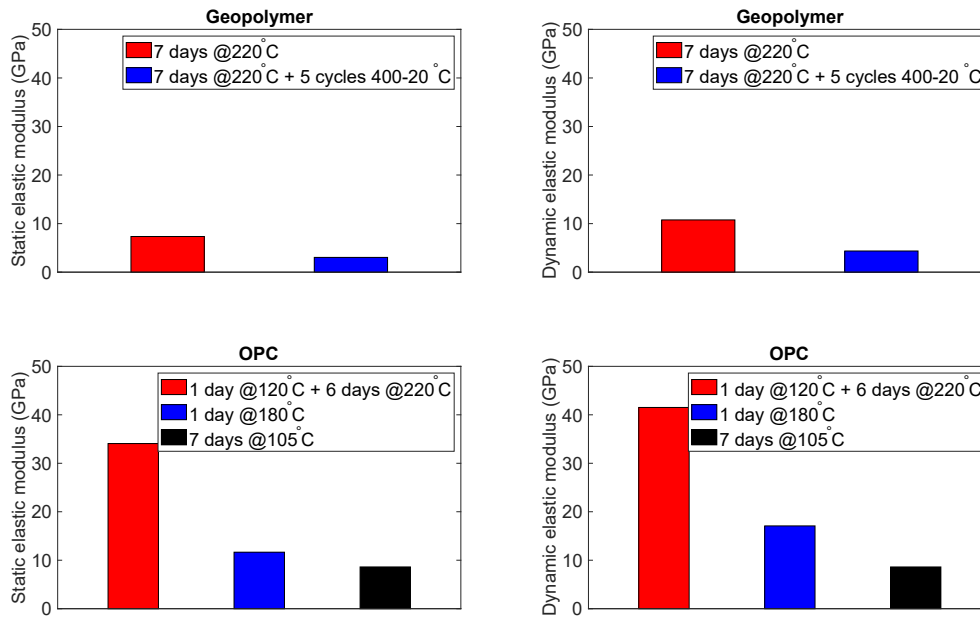 Geopolymer
Static elastic modulus (GPa)
50
40
30
20
10
0
7 days @220°C
7 days @220°C + 5 cycles 400-20 °C
Geopolymer
Dynamic elastic modulus (GPa)
50
40
30
20
10
0
7 days @220°C
7 days @220°C + 5 cycles 400-20 °C
OPC
Static elastic modulus (GPa)
50
40
30
20
10
0
1 day @120°C + 6 days @220°C
1 day @180°C
7 days @105°C
OPC
Dynamic elastic modulus (GPa)
50
40
30
20
10
0
1 day @120°C + 6 days @220°C
1 day @180°C
7 days @105°C